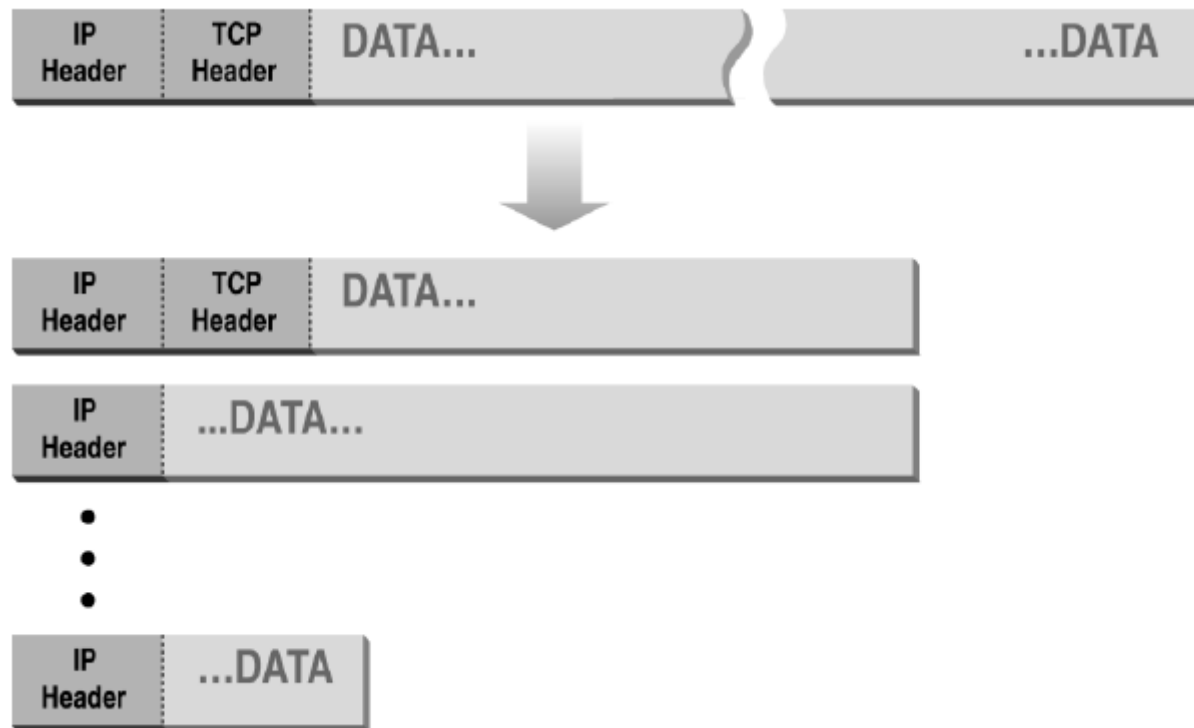 IP TCP DATA... ...DATA
Header Header
IP TCP DATA...
Header Header
IP ...DATA...
Header
IP ...DATA
Header